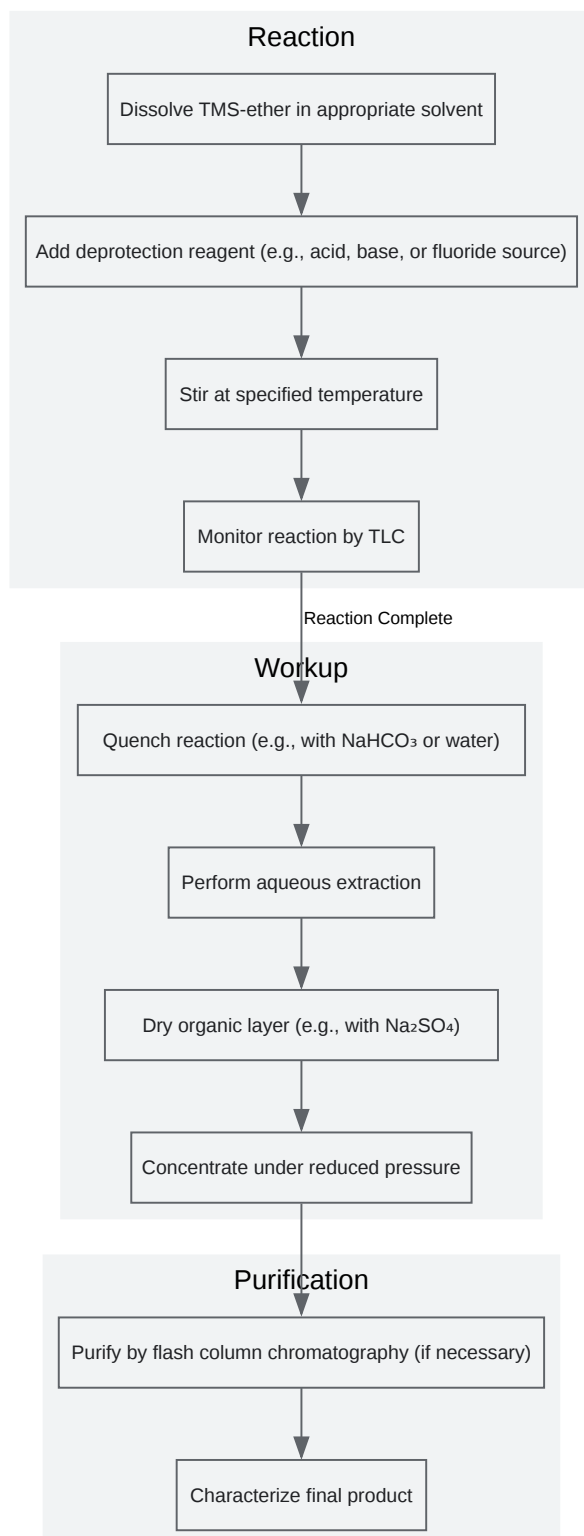 Reaction
Dissolve TMS-ether in appropriate solvent
Add deprotection reagent (e.g., acid, base, or fluoride source)
Stir at specified temperature
Monitor reaction by TLC
Reaction Complete
Workup
Quench reaction (e.g., with NaHCO₃ or water)
Perform aqueous extraction
Dry organic layer (e.g., with Na₂SO₄)
Concentrate under reduced pressure
Purification
Purify by flash column chromatography (if necessary)
Characterize final product